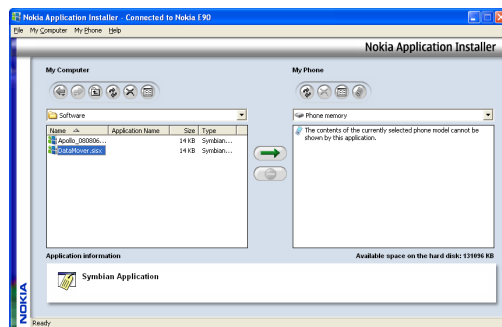 Nokia Application Installer - Connected to Nokia E90
File My Computer My Phone Help
Nokia Application Installer
My Computer
My Phone
Software
Phone memory
Name Application Name Size Type
Apollo_080806... 14 KB Symbian...
DataMover.sisx 14 KB Symbian...
The contents of the currently selected phone model cannot be
shown by this application.
Application information
Available space on the hard disk: 131096 KB
Symbian Application
NOKIA
Ready